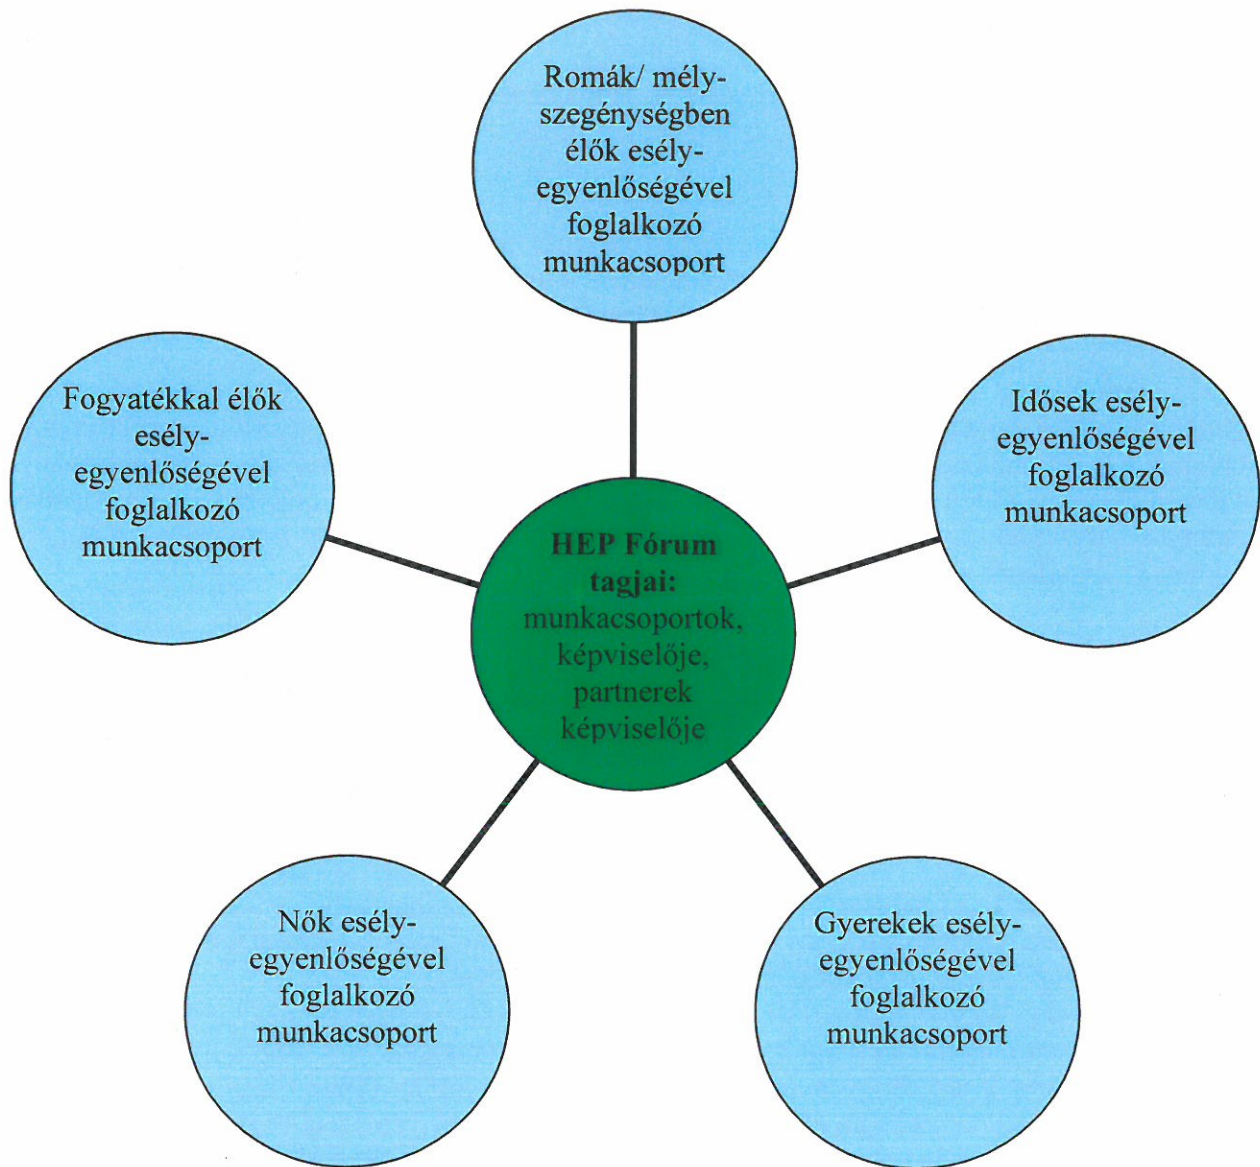 Romák/ mély-
szegénységben
élők esély-
egyenlőségével
foglalkozó
munkacsoport
Fogyatékkal élők
esély-
egyenlőségével
foglalkozó
munkacsoport
Idősek esély-
egyenlőségével
foglalkozó
munkacsoport
HEP Fórum
tagjai:
munkacsoportok,
képviselője,
partnerek
képviselője
Nők esély-
egyenlőségével
foglalkozó
munkacsoport
Gyerekek esély-
egyenlőségével
foglalkozó
munkacsoport